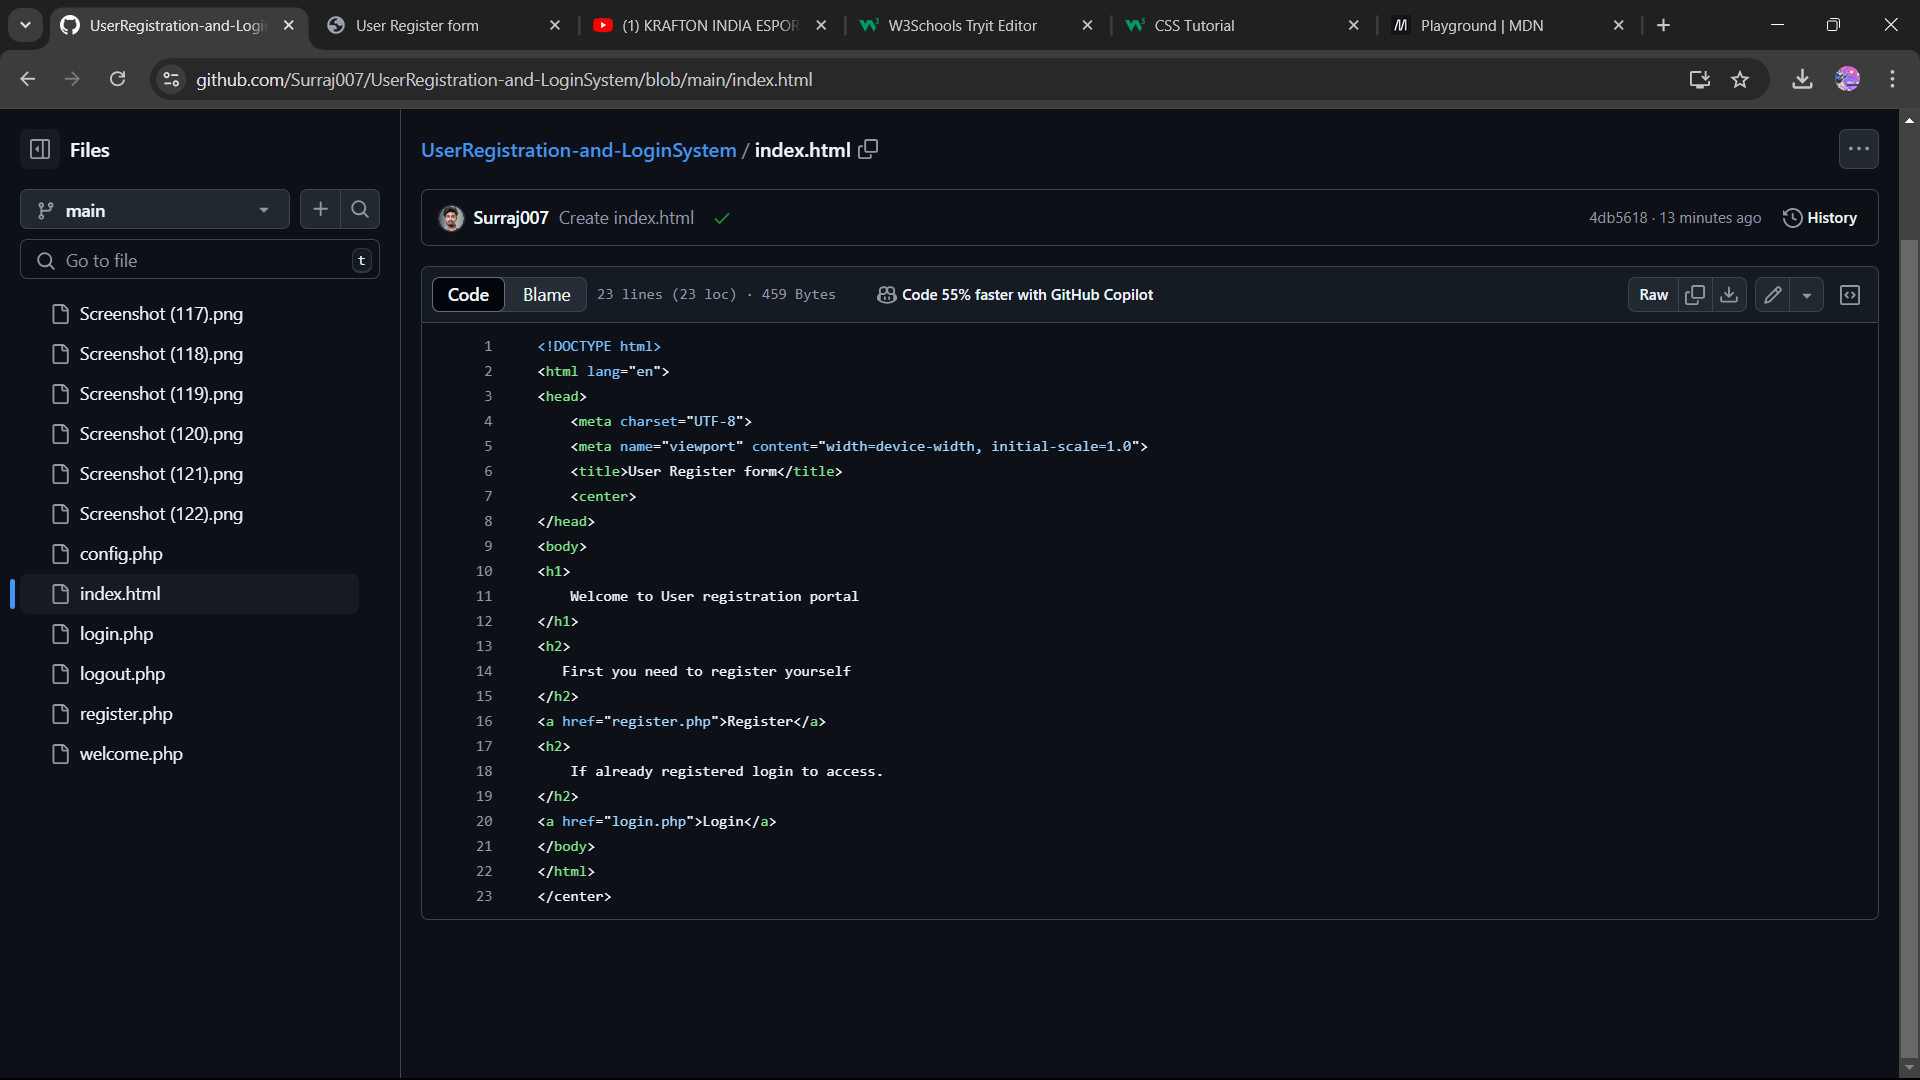 UserRegistration-and-Logi
User Register form
(1) KRAFTON INDIA ESPOR
W3Schools Tryit Editor
CSS Tutorial
Playground | MDN
github.com/Surraj007/UserRegistration-and-LoginSystem/blob/main/index.html
Files
main
Go to file
t
Screenshot (117).png
Screenshot (118).png
Screenshot (119).png
Screenshot (120).png
Screenshot (121).png
Screenshot (122).png
config.php
index.html
login.php
logout.php
register.php
welcome.php
UserRegistration-and-LoginSystem / index.html
Surraj007 Create index.html
4db5618 · 13 minutes ago History
Code Blame 23 lines (23 loc) · 459 Bytes Code 55% faster with GitHub Copilot Raw
1 <!DOCTYPE html>
2 <html lang="en">
3 <head>
4 <meta charset="UTF-8">
5 <meta name="viewport" content="width=device-width, initial-scale=1.0">
6 <title>User Register form</title>
7 <center>
8 </head>
9 <body>
10 <h1>
11 Welcome to User registration portal
12 </h1>
13 <h2>
14 First you need to register yourself
15 </h2>
16 <a href="register.php">Register</a>
17 <h2>
18 If already registered login to access.
19 </h2>
20 <a href="login.php">Login</a>
21 </body>
22 </html>
23 </center>